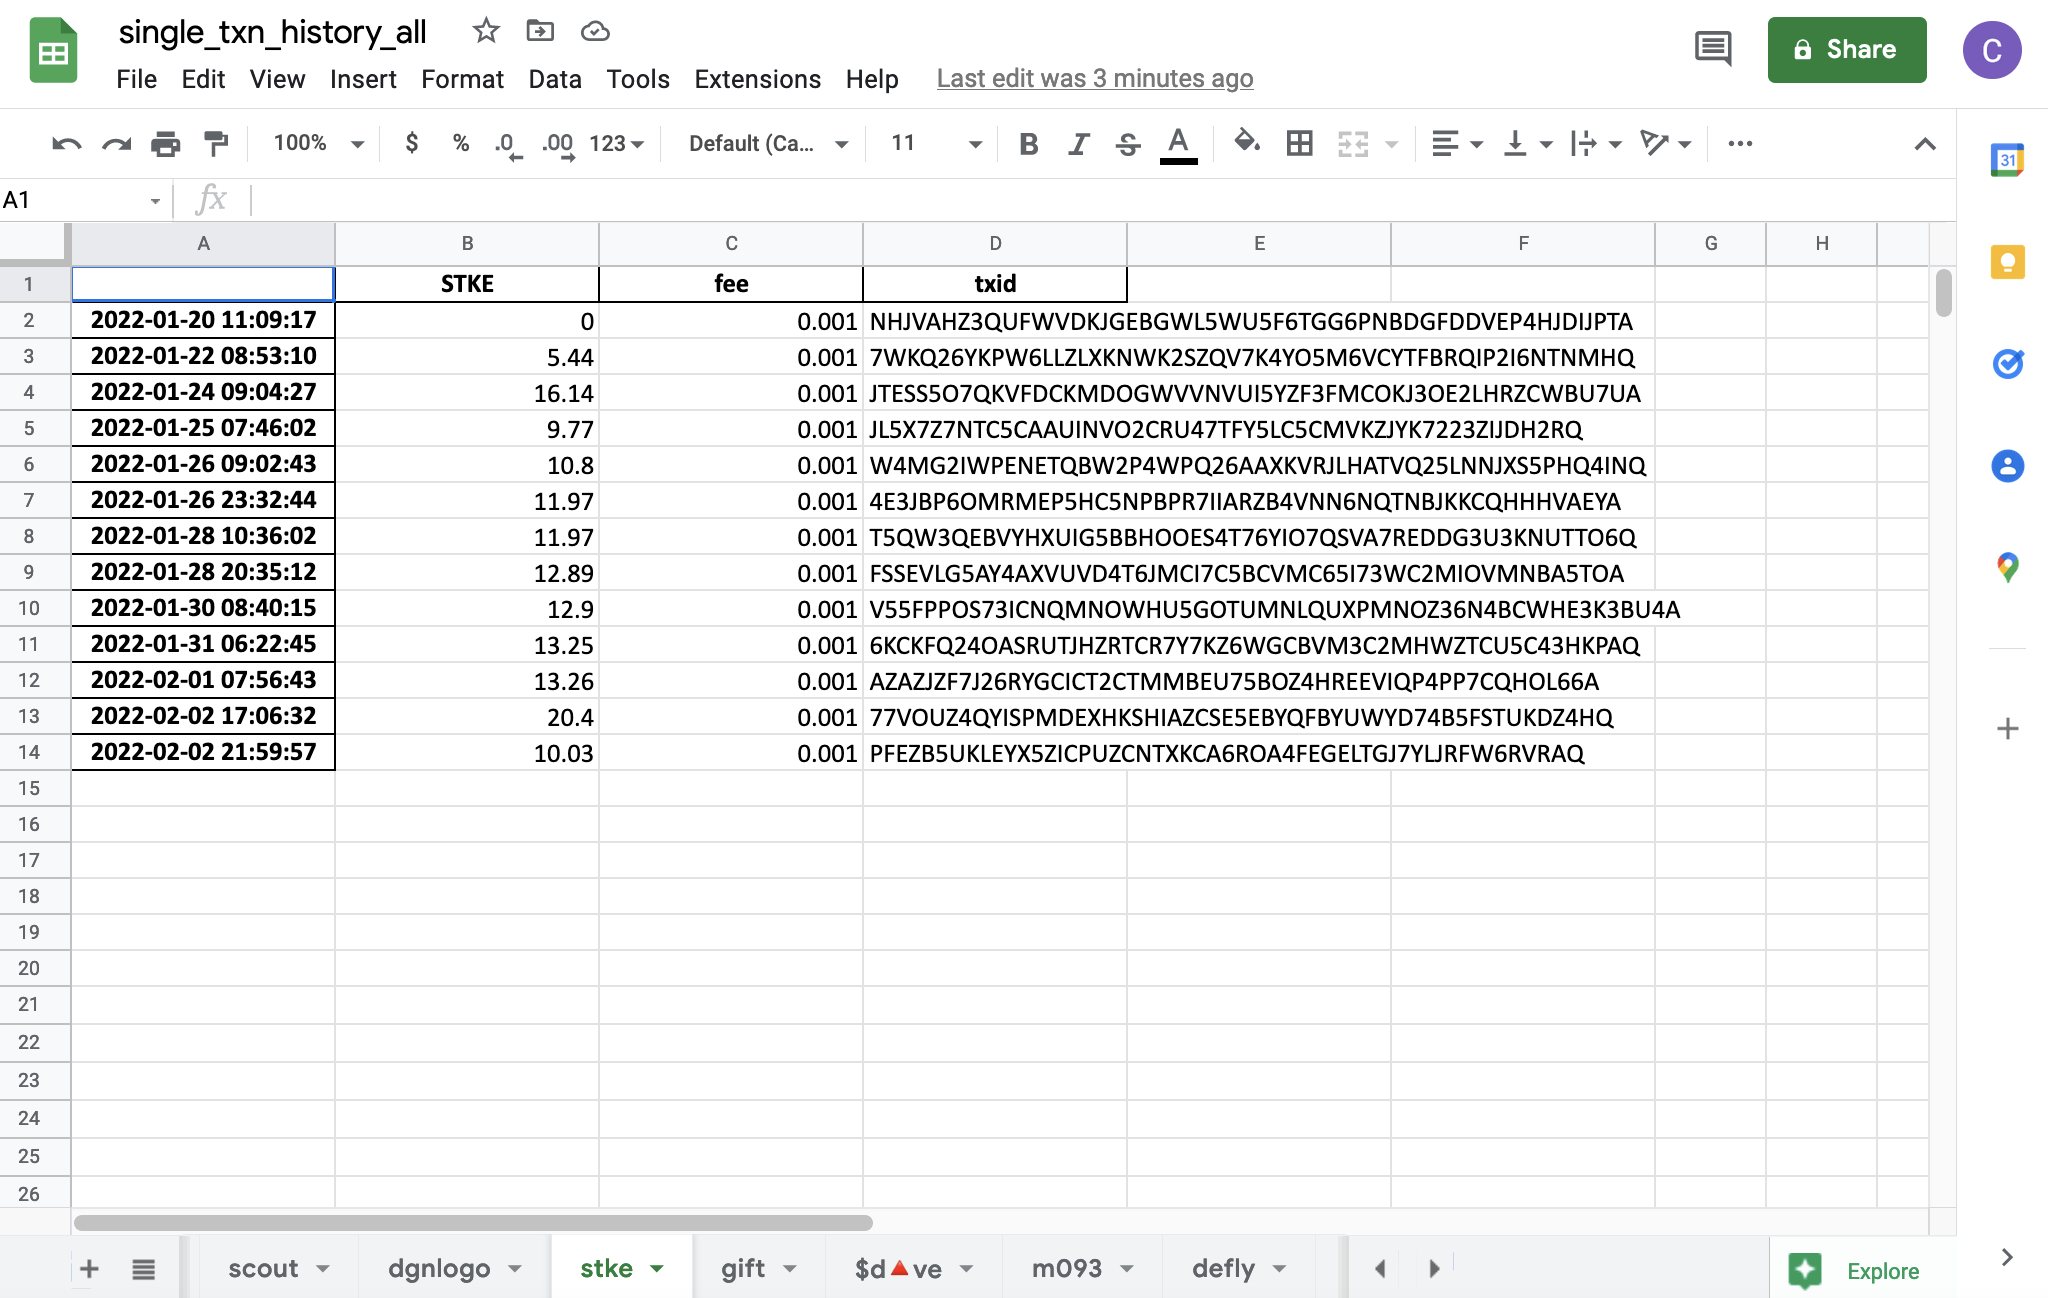 single_txn_history_all
File Edit View Insert Format Data Tools Extensions Help Last edit was 3 minutes ago
Share
C
100% $ % .0 .00 123 Default (Ca... 11 B I S A
31
A1 fx
A B C D E F G H
1 STKE fee txid
2 2022-01-20 11:09:17 0 0.001 NHJVAHZ3QUFWVDKJGEBGWL5WU5F6TGG6PNBDGFDDVEP4HJDIJPTA
3 2022-01-22 08:53:10 5.44 0.001 7WKQ26YKPW6LLZLXKNWK2SZQV7K4YO5M6VCYTFBRQIP2I6NTNMHQ
4 2022-01-24 09:04:27 16.14 0.001 JTESS5O7QKVFDCKMDOGWVVNVUI5YZF3FMCOKJ3OE2LHRZCWBU7UA
5 2022-01-25 07:46:02 9.77 0.001 JL5X7Z7NTC5CAAUINVO2CRU47TFY5LC5CMVKZJYK7223ZIJDH2RQ
6 2022-01-26 09:02:43 10.8 0.001 W4MG2IWPENETQBW2P4WPQ26AAXKVRJLHATVQ25LNNJXS5PHQ4INQ
7 2022-01-26 23:32:44 11.97 0.001 4E3JBP6OMRMEP5HC5NPBPR7IIARZB4VNN6NQTNBJKKCQHHHVAEYA
8 2022-01-28 10:36:02 11.97 0.001 T5QW3QEBVYHXUIG5BBHOOES4T76YIO7QSVA7REDDG3U3KNUTTO6Q
9 2022-01-28 20:35:12 12.89 0.001 FSSEVLG5AY4AXVUVD4T6JMCI7C5BCVMC65I73WC2MIOVMNBA5TOA
10 2022-01-30 08:40:15 12.9 0.001 V55FPPOS73ICNQMNOWHU5GOTUMNLQUXPMNOZ36N4BCWHE3K3BU4A
11 2022-01-31 06:22:45 13.25 0.001 6KCKFQ24OASRUTJHZRTCR7Y7KZ6WGCBVM3C2MHWZTCU5C43HKPAQ
12 2022-02-01 07:56:43 13.26 0.001 AZAZJZF7J26RYGCICT2CTMMBEU75BOZ4HREEVIQP4PP7CQHOL66A
13 2022-02-02 17:06:32 20.4 0.001 77VOUZ4QYISPMDEXHKSHIAZCSE5EBYQFBYUWYD74B5FSTUKDZ4HQ
14 2022-02-02 21:59:57 10.03 0.001 PFEZB5UKLEYX5ZICPUZCNTXKCA6ROA4FEGELTGJ7YLJRFW6RVRAQ
15
16
17
18
19
20
21
22
23
24
25
26
scout dgnlogo stke gift $d🔺ve m093 defly Explore